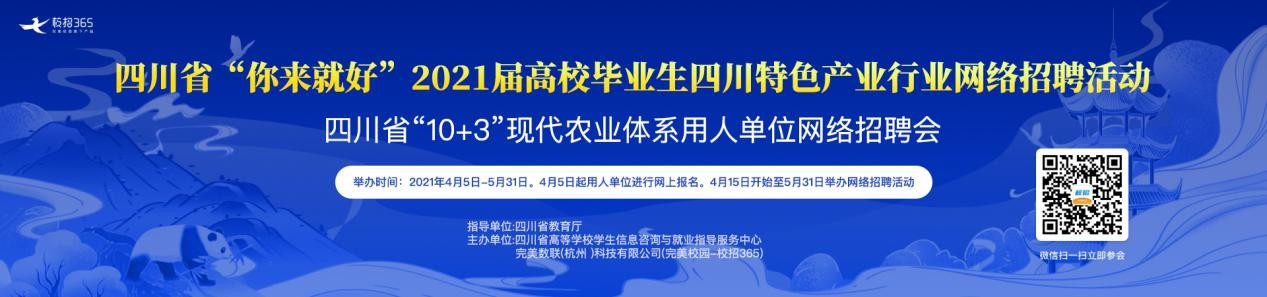 校招365
四川省“你来就好”2021届高校毕业生四川特色产业行业网络招聘活动
四川省“10+3”现代农业体系用人单位网络招聘会
举办时间：2021年4月5日-5月31日。4月5日起用人单位进行网上报名。4月15日开始至5月31日举办网络招聘活动
指导单位:四川省教育厅
主办单位:四川省高等学校学生信息咨询与就业指导服务中心
完美数联(杭州 )科技有限公司(完美校园-校招365)
校招
微信扫一扫立即参会